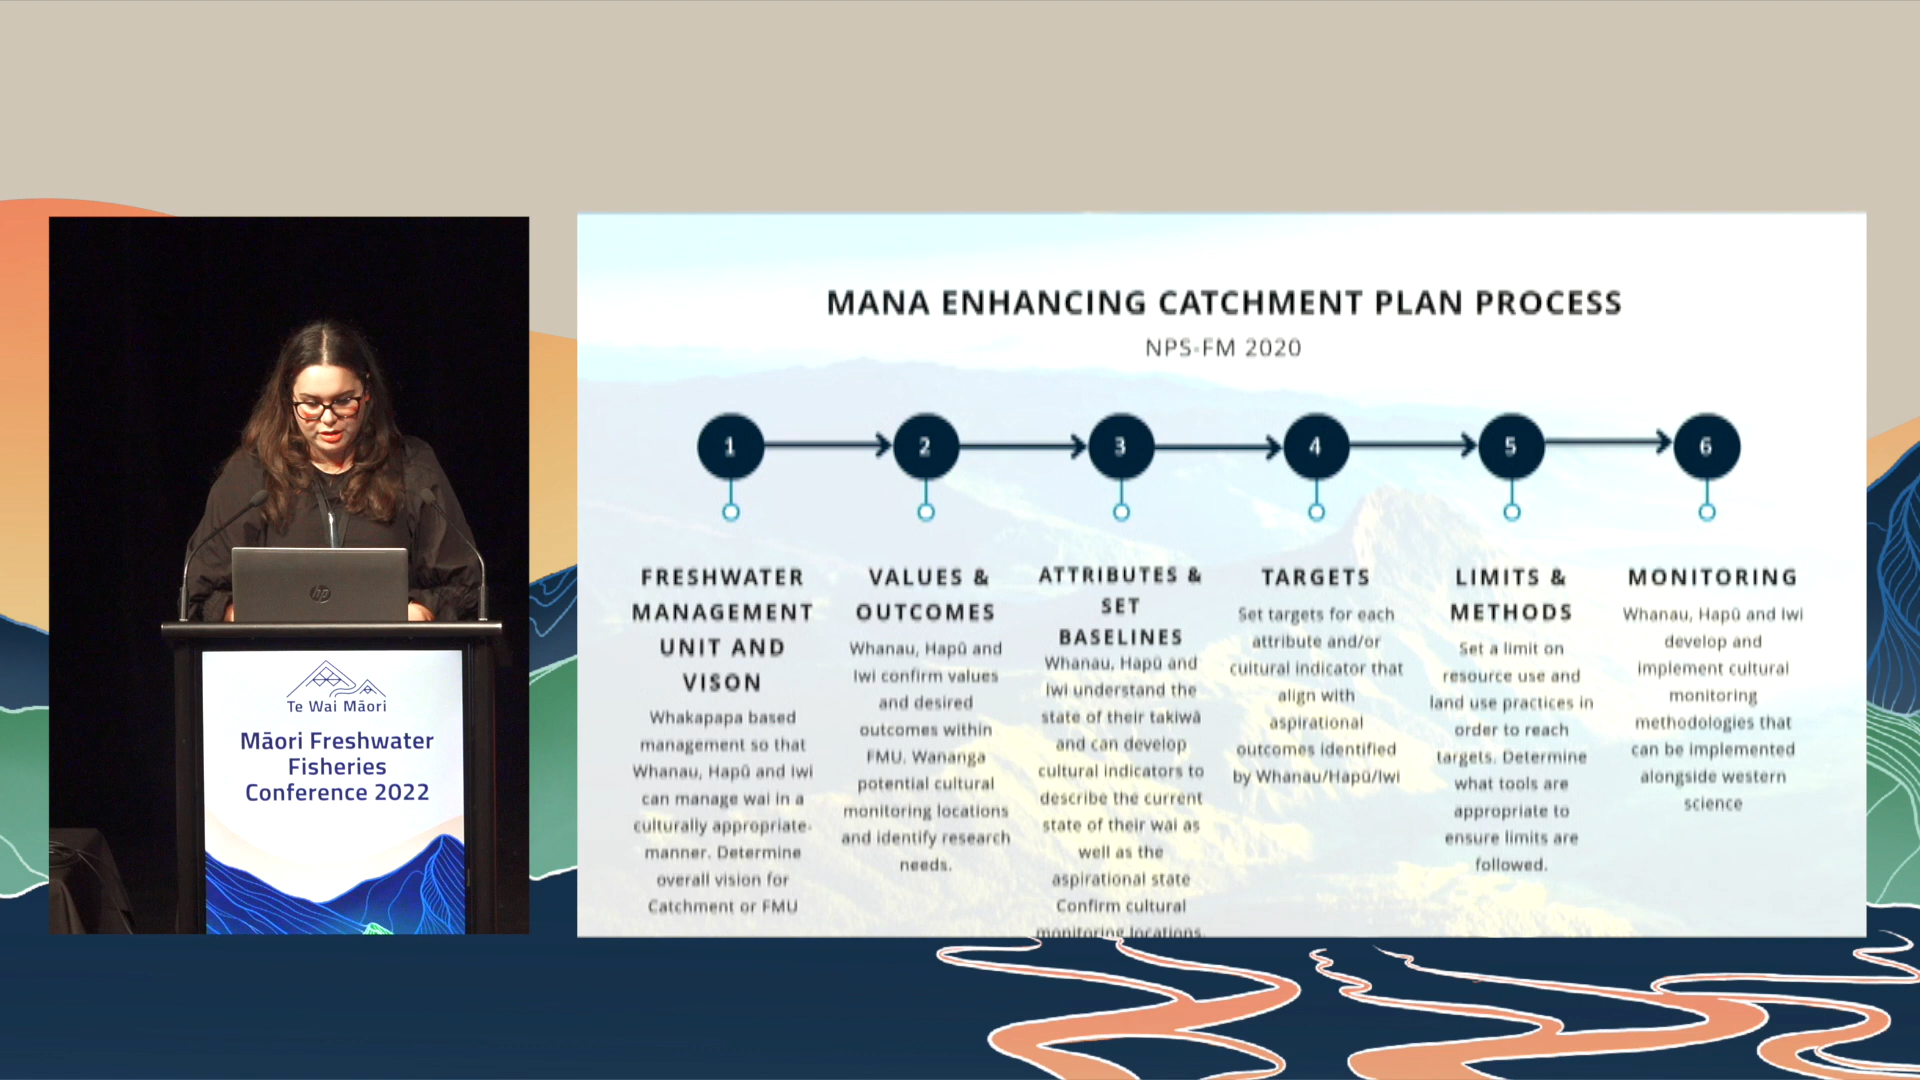 MANA ENHANCING CATCHMENT PLAN PROCESS
NPS-FM 2020
1
2
3
4
5
6
FRESHWATER
MANAGEMENT
UNIT AND
VISON
Whakapapa based
management so that
Whanau, Hapū and Iwi
can manage wai in a
culturally appropriate-
manner. Determine
overall vision for
Catchment or FMU
VALUES &
OUTCOMES
Whanau, Hapū and
Iwi confirm values
and desired
outcomes within
FMU. Wananga
potential cultural
monitoring locations
and identify research
needs.
ATTRIBUTES &
SET
BASELINES
Whanau, Hapū and
Iwi understand the
state of their takiwā
and can develop
cultural indicators to
describe the current
state of their wai as
well as the
aspirational state
Confirm cultural
monitoring locations.
TARGETS
Set targets for each
attribute and/or
cultural indicator that
align with
aspirational
outcomes identified
by Whanau/Hapū/Iwi
LIMITS &
METHODS
Set a limit on
resource use and
land use practices in
order to reach
targets. Determine
what tools are
appropriate to
ensure limits are
followed.
MONITORING
Whanau, Hapū and Iwi
develop and
implement cultural
monitoring
methodologies that
can be implemented
alongside western
science
hp
Te Wai Māori
Māori Freshwater
Fisheries
Conference 2022